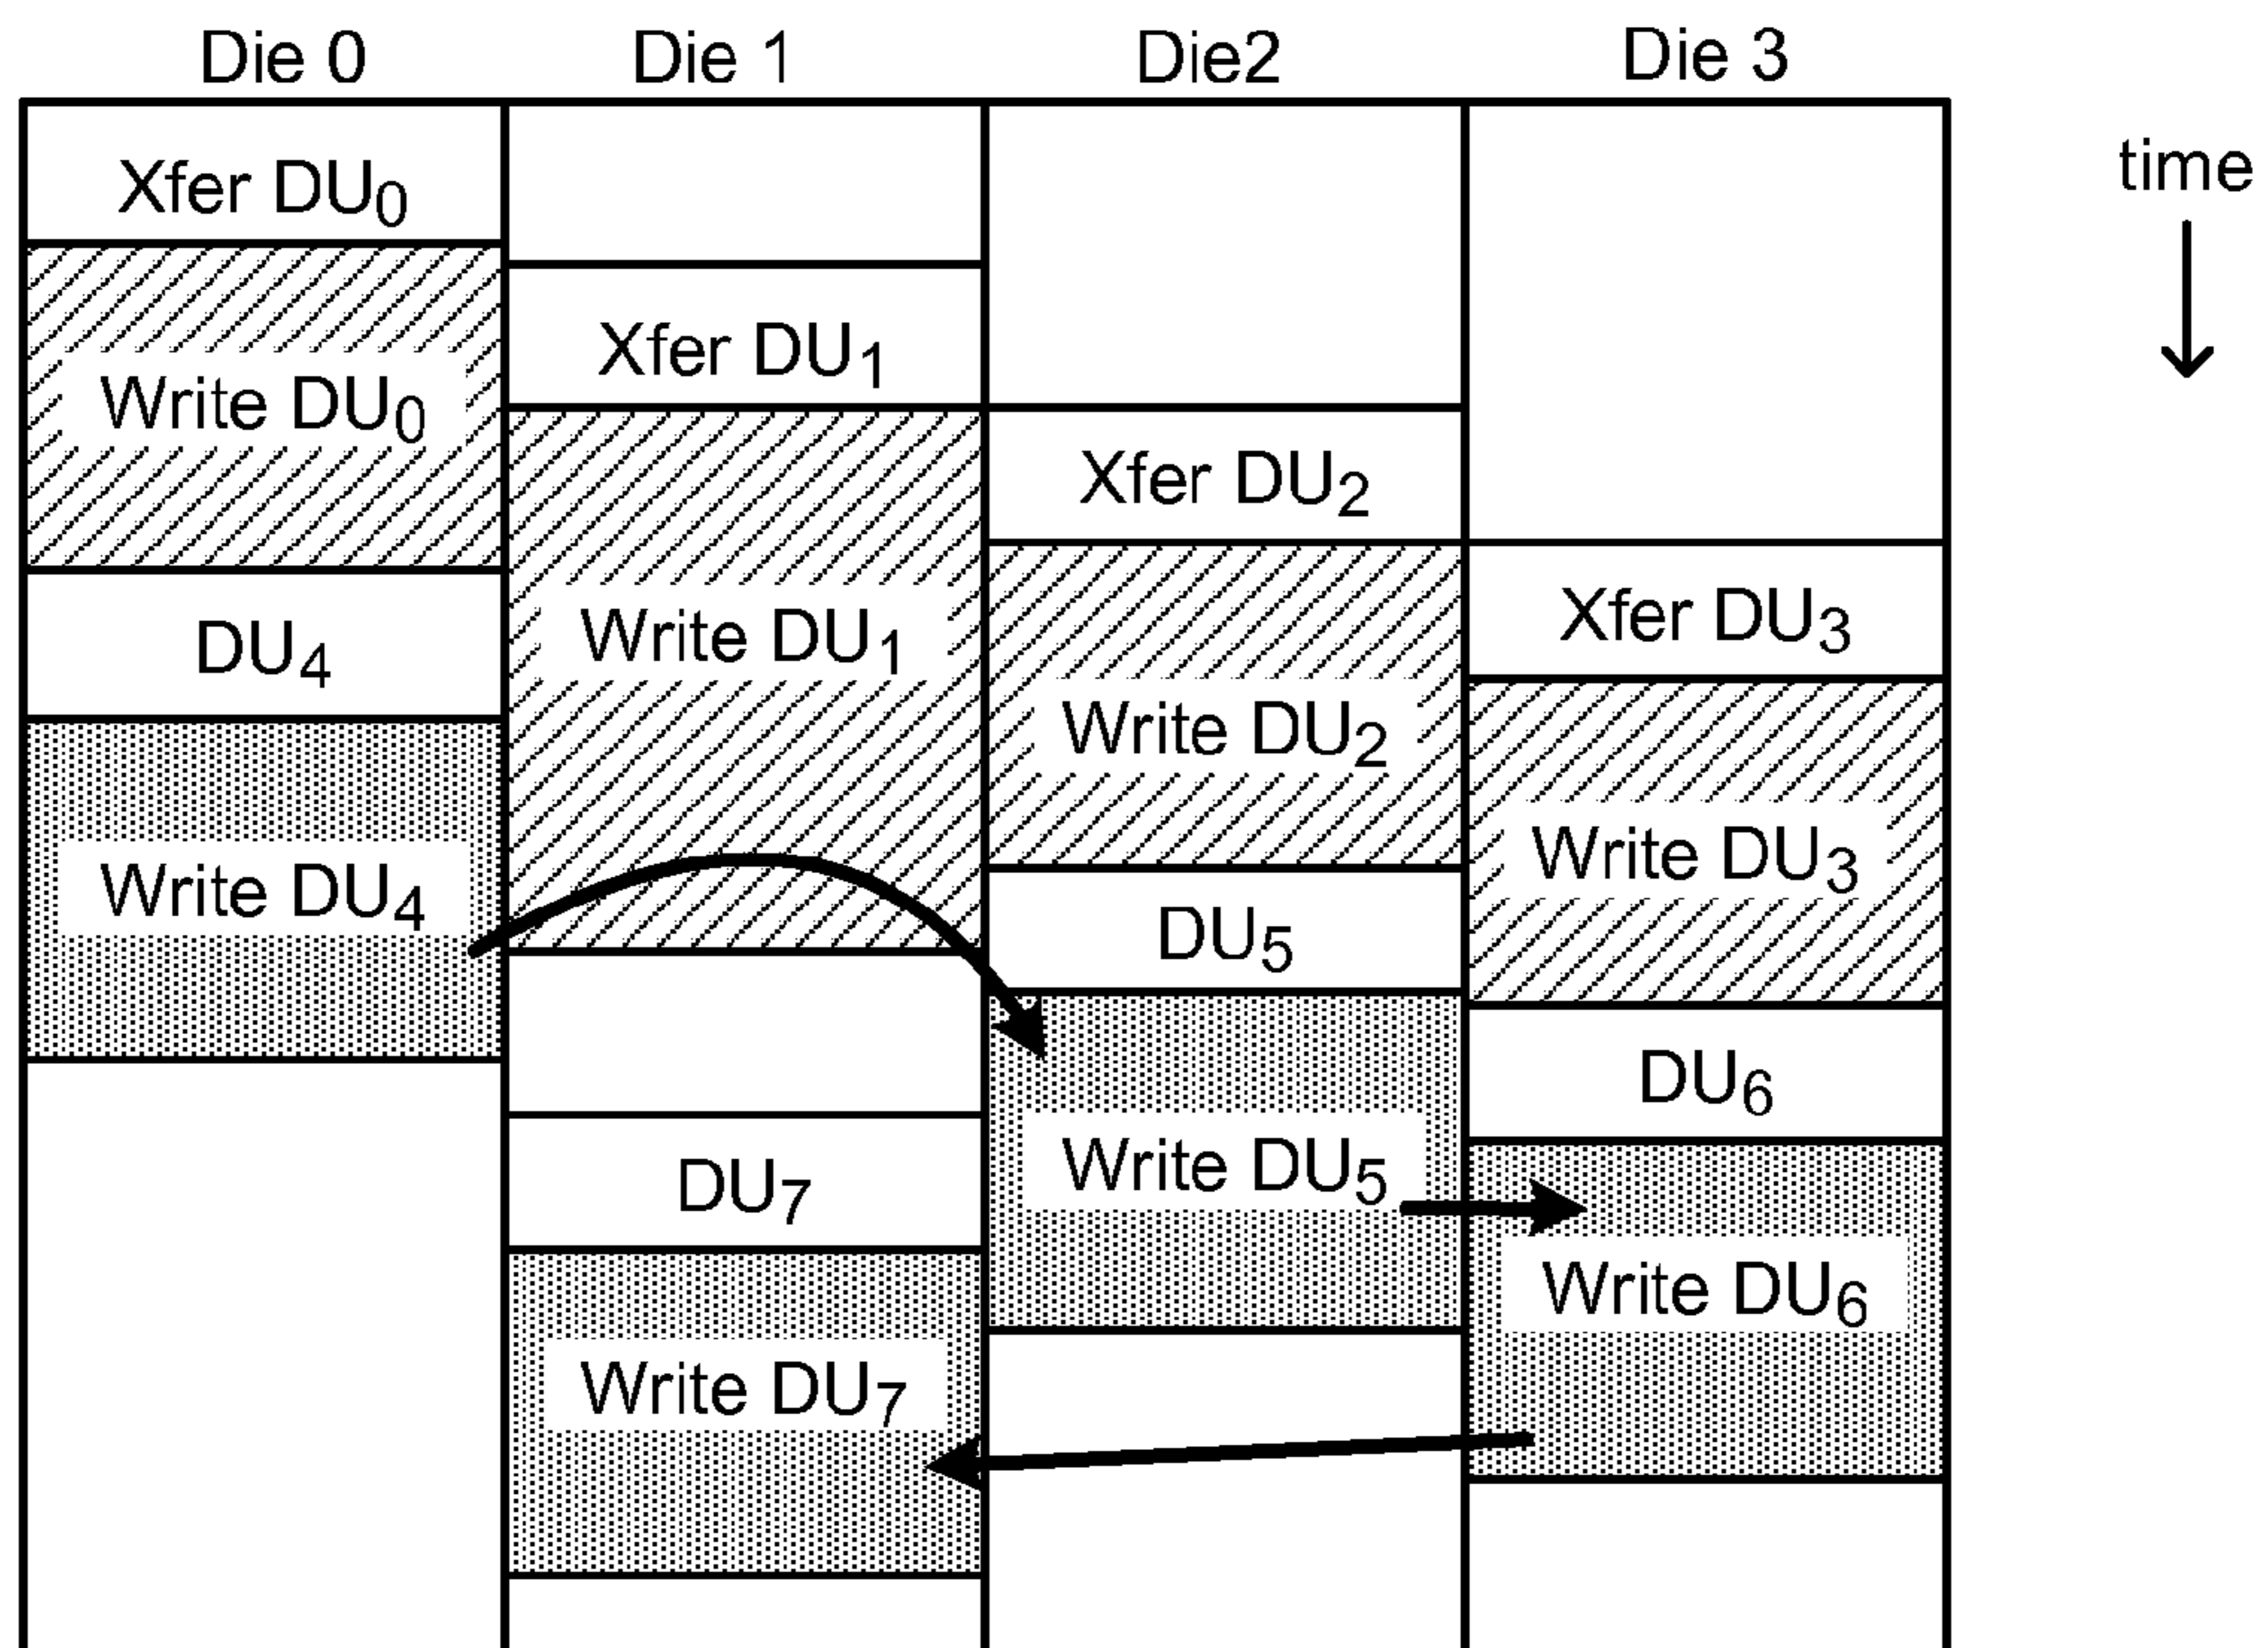 Die 0
Die 1
Die2
Die 3
time
Xfer DU0
Write DU0
DU4
Write DU4
Xfer DU1
Write DU1
DU7
Write DU7
Xfer DU2
Write DU2
DU5
Write DU5
Xfer DU3
Write DU3
DU6
Write DU6